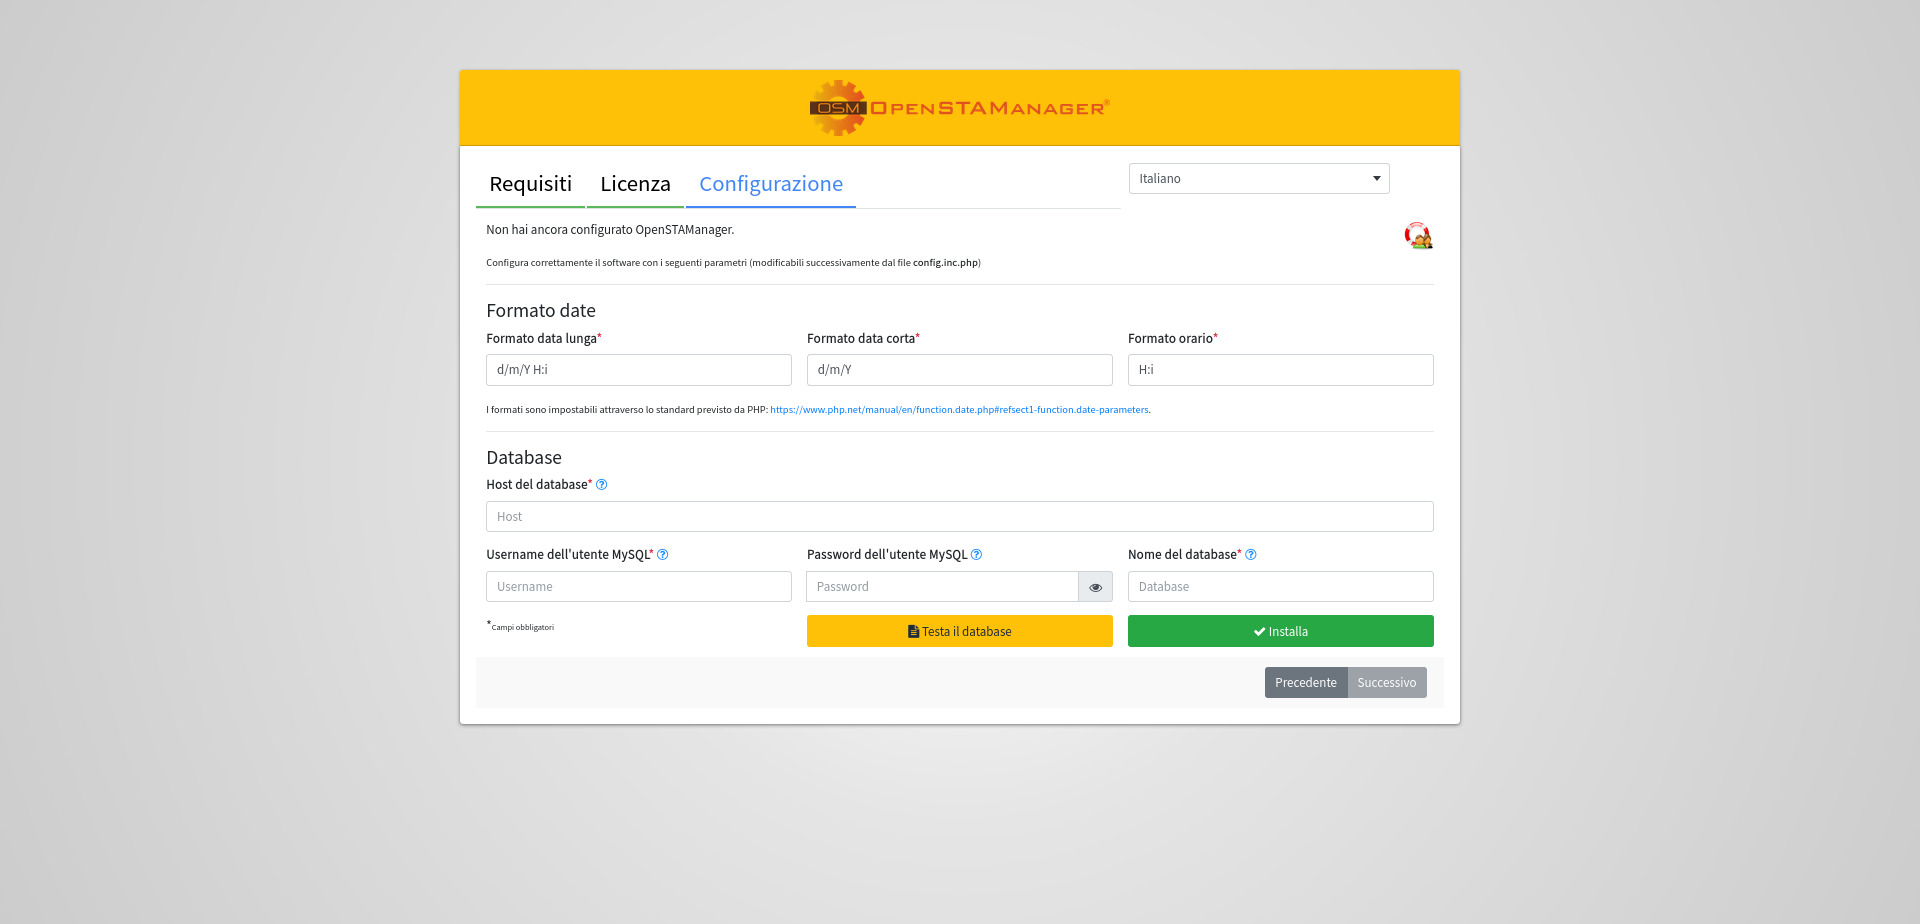 OSM OPENSTAMANAGER®
Requisiti Licenza Configurazione Italiano
Non hai ancora configurato OpenSTAManager.
Configura correttamente il software con i seguenti parametri (modificabili successivamente dal file config.inc.php)
Formato date
Formato data lunga* Formato data corta* Formato orario*
d/m/Y H:i d/m/Y H:i
I formati sono impostabili attraverso lo standard previsto da PHP: https://www.php.net/manual/en/function.date.php#refsect1-function.date-parameters.
Database
Host del database*
Host
Username dell'utente MySQL* Password dell'utente MySQL Nome del database*
Username Password Database
*Campi obbligatori Testa il database Installa
Precedente Successivo